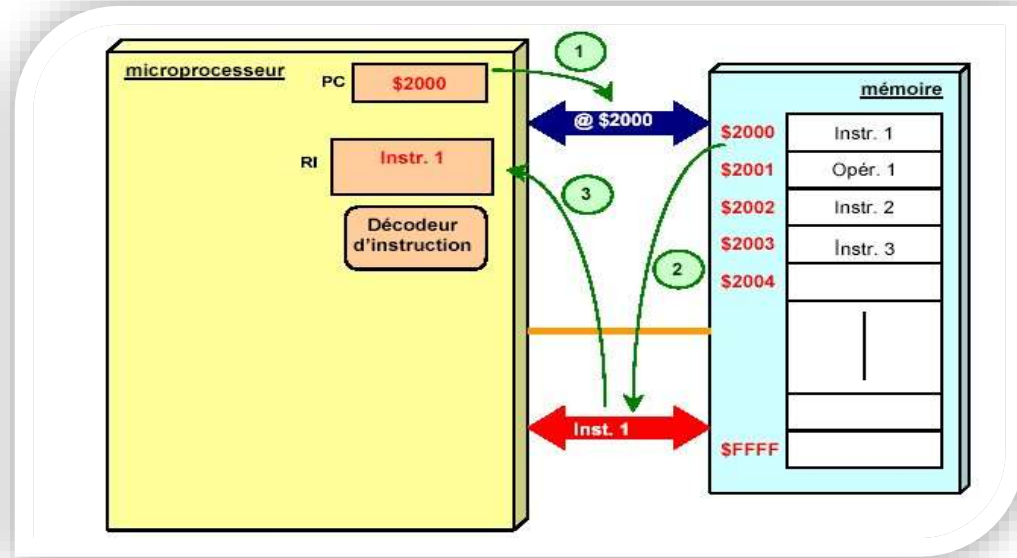 microprocesseur
PC
$2000
RI
Instr. 1
Décodeur
d'instruction
1
@ $2000
3
2
Inst. 1
mémoire
$2000
Instr. 1
$2001
Opér. 1
$2002
Instr. 2
$2003
Instr. 3
$2004
$FFFF